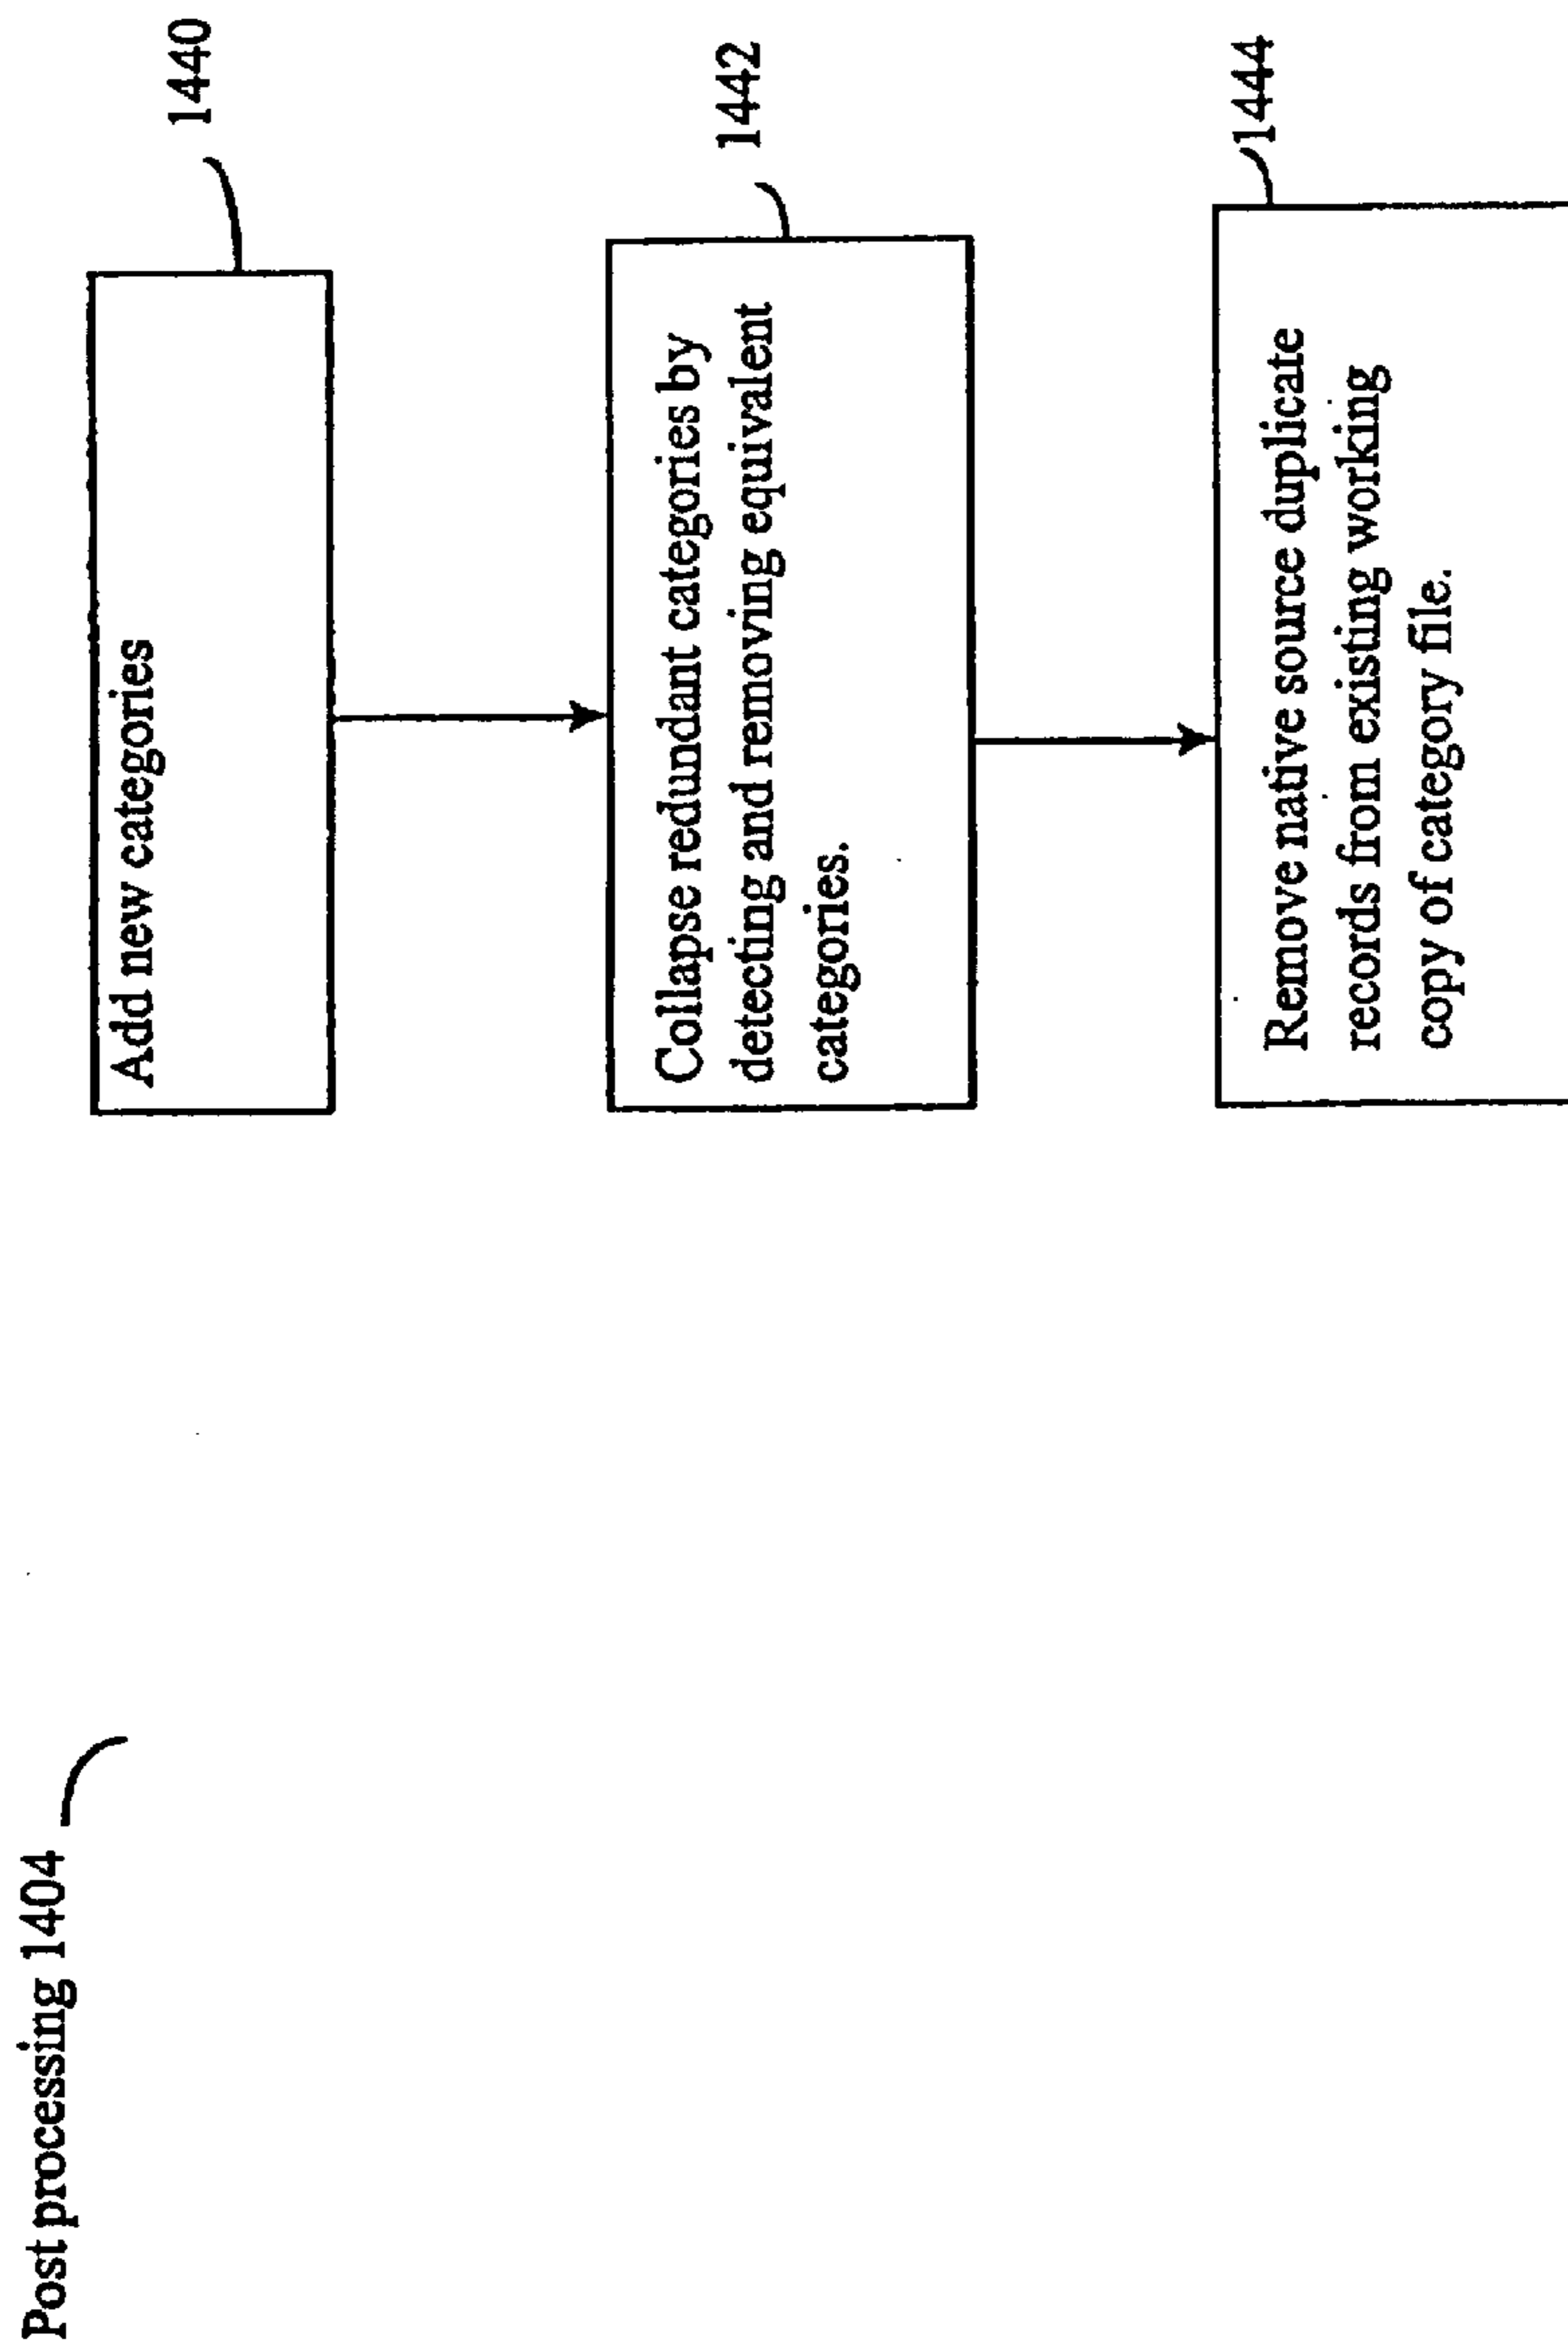 Post processing 1404
Add new categories
1440
Collapse redundant categories by
detecting and removing equivalent
categories.
1442
Remove native source duplicate
records from existing working
copy of category file.
1444